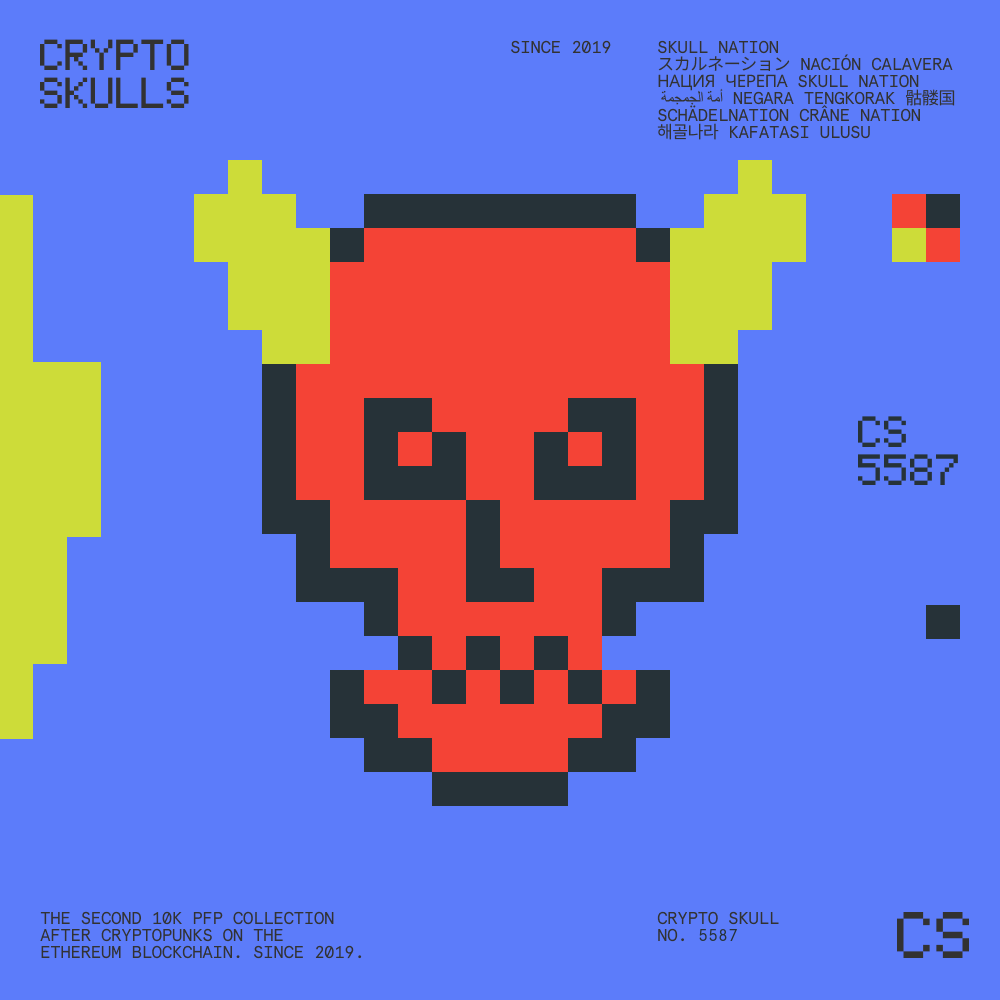 CRYPTO
SKULLS
SINCE 2019
SKULL NATION
スカルネーション NACIÓN CALAVERA
НАЦИЯ ЧЕРЕПА SKULL NATION
أمة الجمجمة NEGARA TENGKORAK 骷髅国
SCHÄDELNATION CRÂNE NATION
해골나라 KAFATASI ULUSU
CS
5587
THE SECOND 10K PFP COLLECTION
AFTER CRYPTOPUNKS ON THE
ETHEREUM BLOCKCHAIN. SINCE 2019.
CRYPTO SKULL
NO. 5587
CS